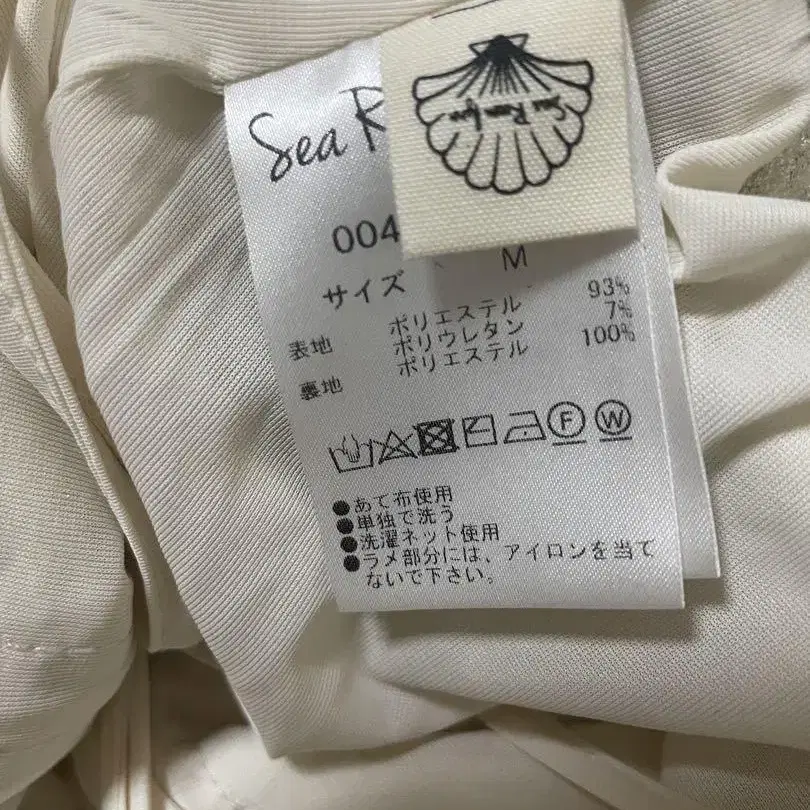 Sea R
004
サイズ M
表地 ポリエステル 93%
ポリウレタン 7%
裏地 ポリエステル 100%
F W
●あて布使用
●単独で洗う
●洗濯ネット使用
●ラメ部分には、アイロンを当て
ないで下さい。